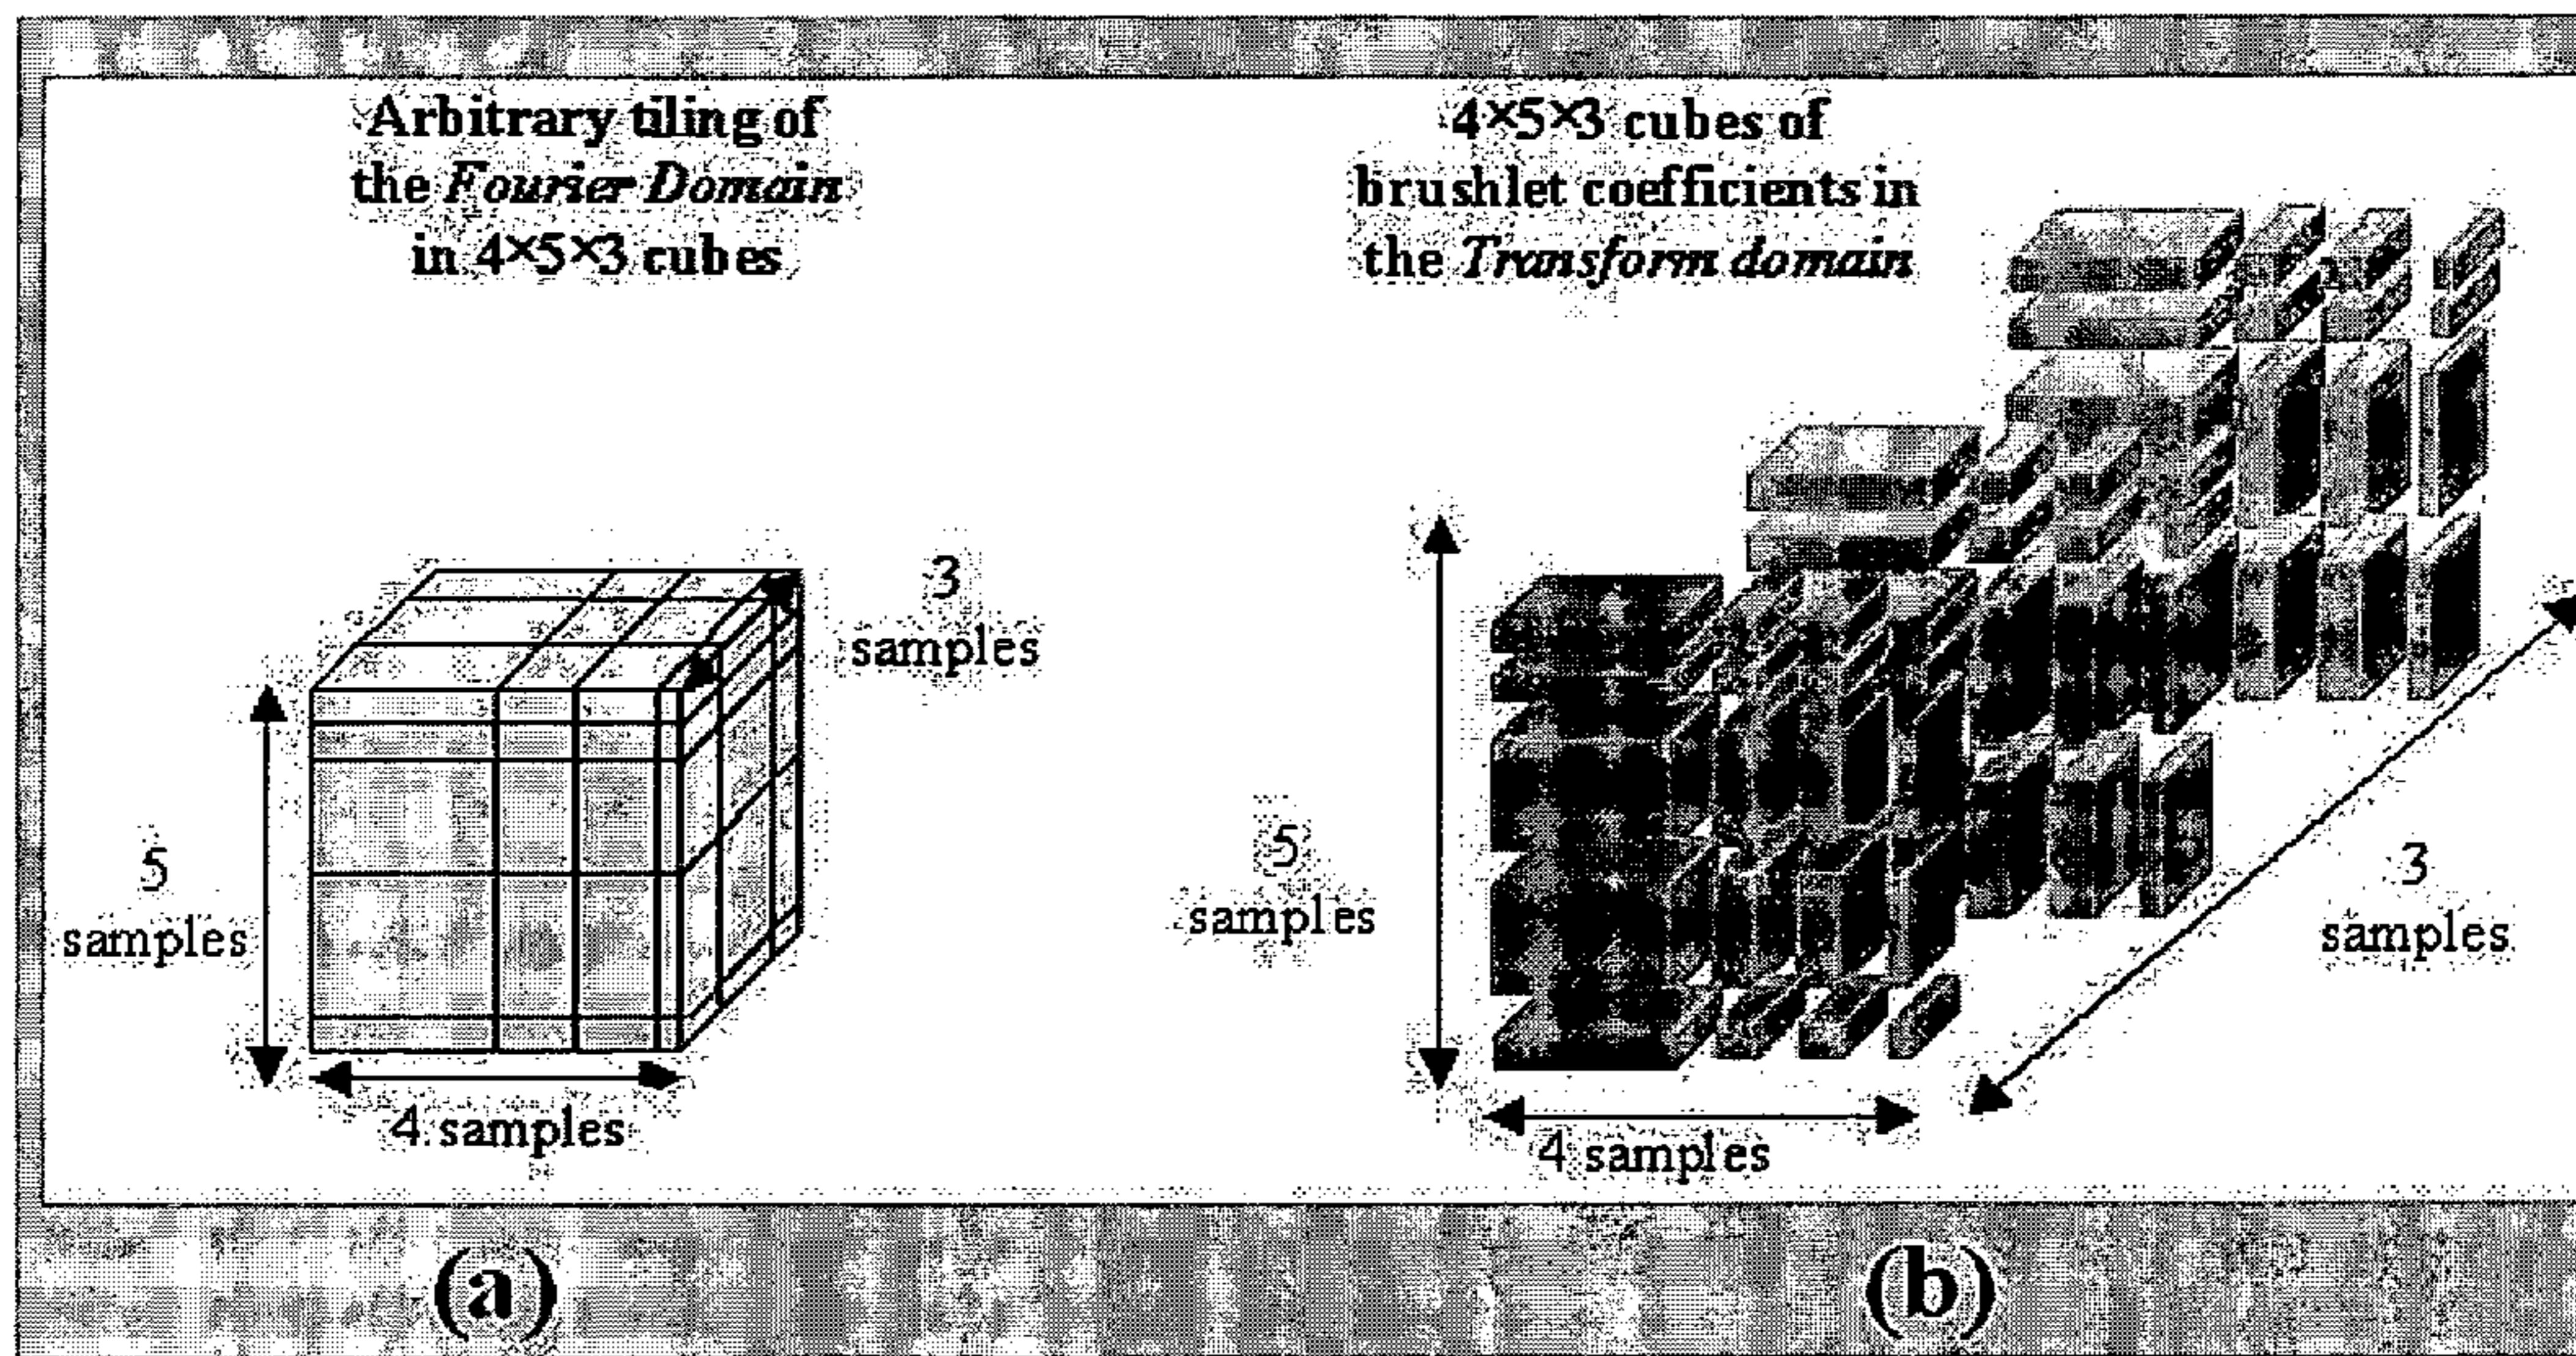 Arbitrary tiling of
the Fourier Domain
in 4×5×3 cubes
3
samples
5
samples
4 samples
(a)
4×5×3 cubes of
brushlet coefficients in
the Transform domain
5
samples
3
samples
4 samples
(b)